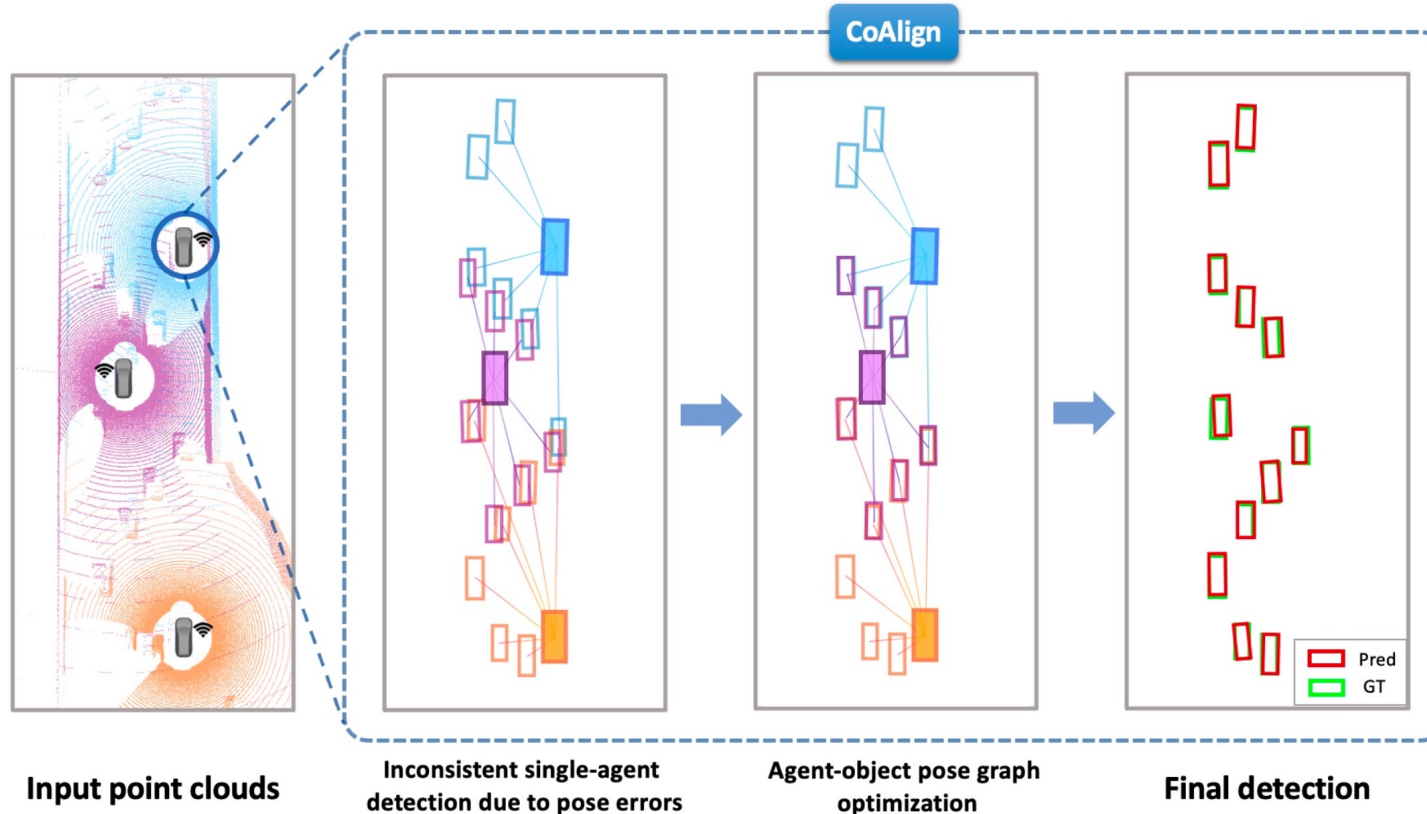 CoAlign
Pred
GT
Input point clouds
Inconsistent single-agent
detection due to pose errors
Agent-object pose graph
optimization
Final detection